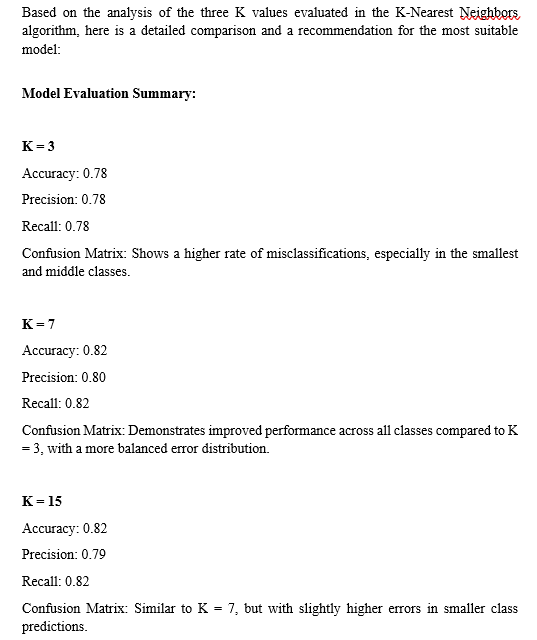 Based on the analysis of the three K values evaluated in the K-Nearest Neighbors
algorithm, here is a detailed comparison and a recommendation for the most suitable
model:
Model Evaluation Summary:
K = 3
Accuracy: 0.78
Precision: 0.78
Recall: 0.78
Confusion Matrix: Shows a higher rate of misclassifications, especially in the smallest
and middle classes.
K = 7
Accuracy: 0.82
Precision: 0.80
Recall: 0.82
Confusion Matrix: Demonstrates improved performance across all classes compared to K
= 3, with a more balanced error distribution.
K = 15
Accuracy: 0.82
Precision: 0.79
Recall: 0.82
Confusion Matrix: Similar to K = 7, but with slightly higher errors in smaller class
predictions.